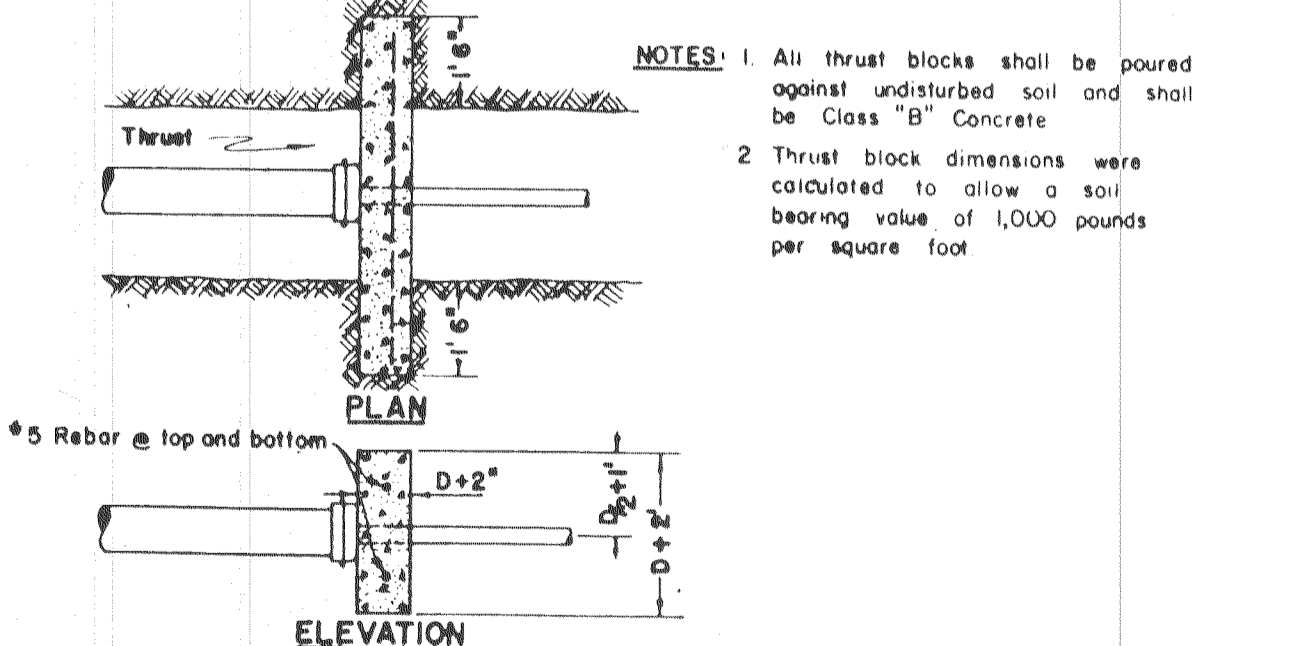 1' 6"
NOTES: 1. All thrust blocks shall be poured
against undisturbed soil and shall
be Class "B" Concrete
Thrust
2 Thrust block dimensions were
calculated to allow a soil
bearing value of 1,000 pounds
per square foot
1' 6"
PLAN
#5 Rebar @ top and bottom
D+2"
D/2+1'
D+2'
ELEVATION